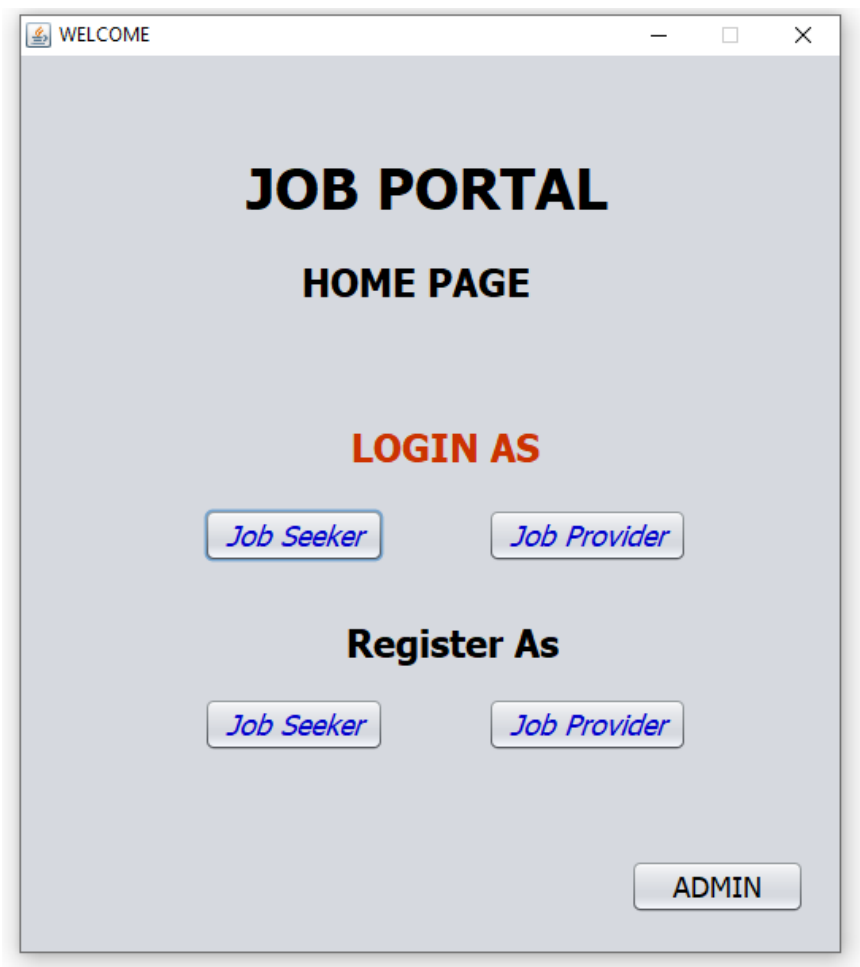 WELCOME
JOB PORTAL
HOME PAGE
LOGIN AS
Job Seeker Job Provider
Register As
Job Seeker Job Provider
ADMIN